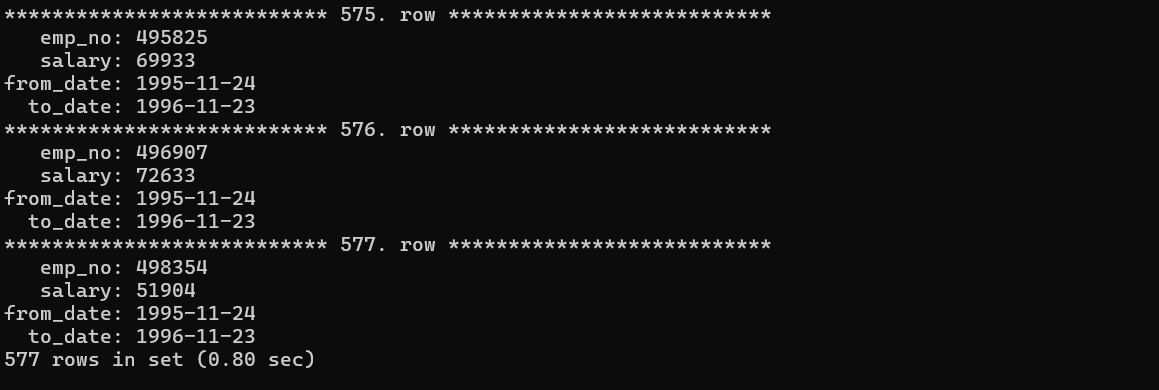 *************************** 575. row ***************************
   emp_no: 495825
   salary: 69933
from_date: 1995-11-24
  to_date: 1996-11-23
*************************** 576. row ***************************
   emp_no: 496907
   salary: 72633
from_date: 1995-11-24
  to_date: 1996-11-23
*************************** 577. row ***************************
   emp_no: 498354
   salary: 51904
from_date: 1995-11-24
  to_date: 1996-11-23
577 rows in set (0.80 sec)